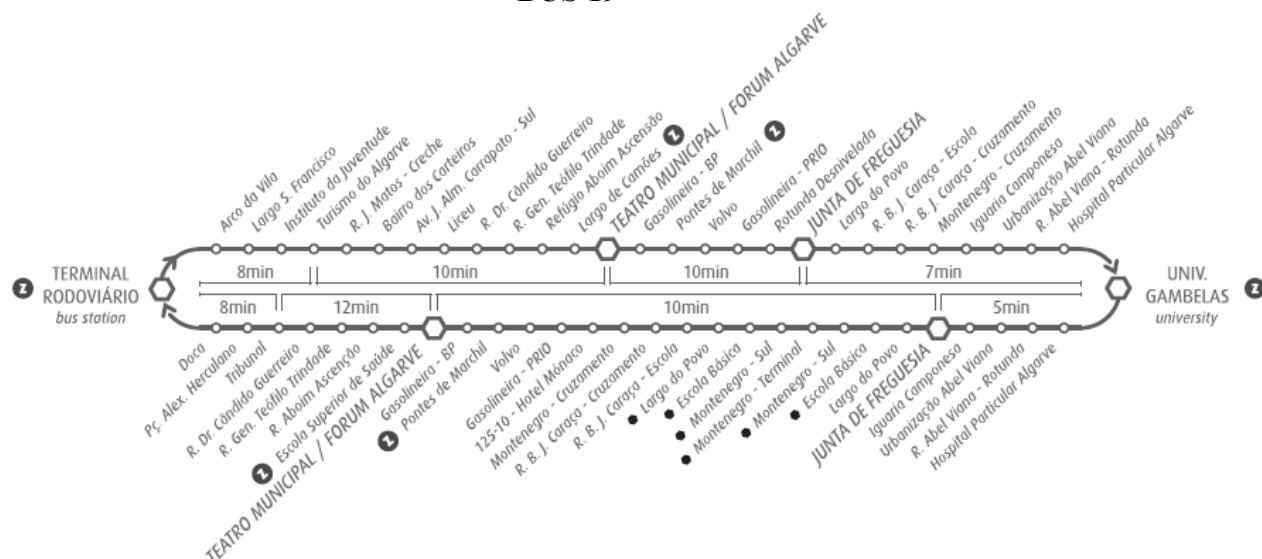 Arco da Vila
Largo S. Francisco
Instituto da Juventude
Turismo do Algarve
R. J. Matos - Creche
Bairro dos Carteiros
Av. J. Alm. Carrapato - Sul
Liceu
R. Dr. Cândido Guerreiro
R. Gen. Teófilo Trindade
Refúgio Aboim Ascensão
Largo de Camões
Z
TEATRO MUNICIPAL / FORUM ALGARVE
Gasolineira - BP
Pontes de Marchil
Z
Volvo
Gasolineira - PRIO
Rotunda Desnivelada
JUNTA DE FREGUESIA
Largo do Povo
R. B. J. Caraça - Escola
R. B. J. Caraça - Cruzamento
Montenegro - Cruzamento
Iguaria Camponesa
Urbanização Abel Viana
R. Abel Viana - Rotunda
Hospital Particular Algarve
Z
TERMINAL
RODOVIÁRIO
bus station
8min
10min
10min
7min
8min
12min
10min
5min
UNIV.
GAMBELAS
university
Z
Doca
Pç. Alex. Herculano
Tribunal
R. Dr. Cândido Guerreiro
R. Gen. Teófilo Trindade
R. Aboim Ascenção
Escola Superior de Saúde
Z
TEATRO MUNICIPAL / FORUM ALGARVE
Gasolineira - BP
Pontes de Marchil
Z
Volvo
Gasolineira - PRIO
125-10 - Hotel Mónaco
Montenegro - Cruzamento
R. B. J. Caraça - Cruzamento
R. B. J. Caraça - Escola
Largo do Povo
Escola Básica
Montenegro - Sul
Montenegro - Terminal
Montenegro - Sul
Escola Básica
Largo do Povo
JUNTA DE FREGUESIA
Iguaria Camponesa
Urbanização Abel Viana
R. Abel Viana - Rotunda
Hospital Particular Algarve